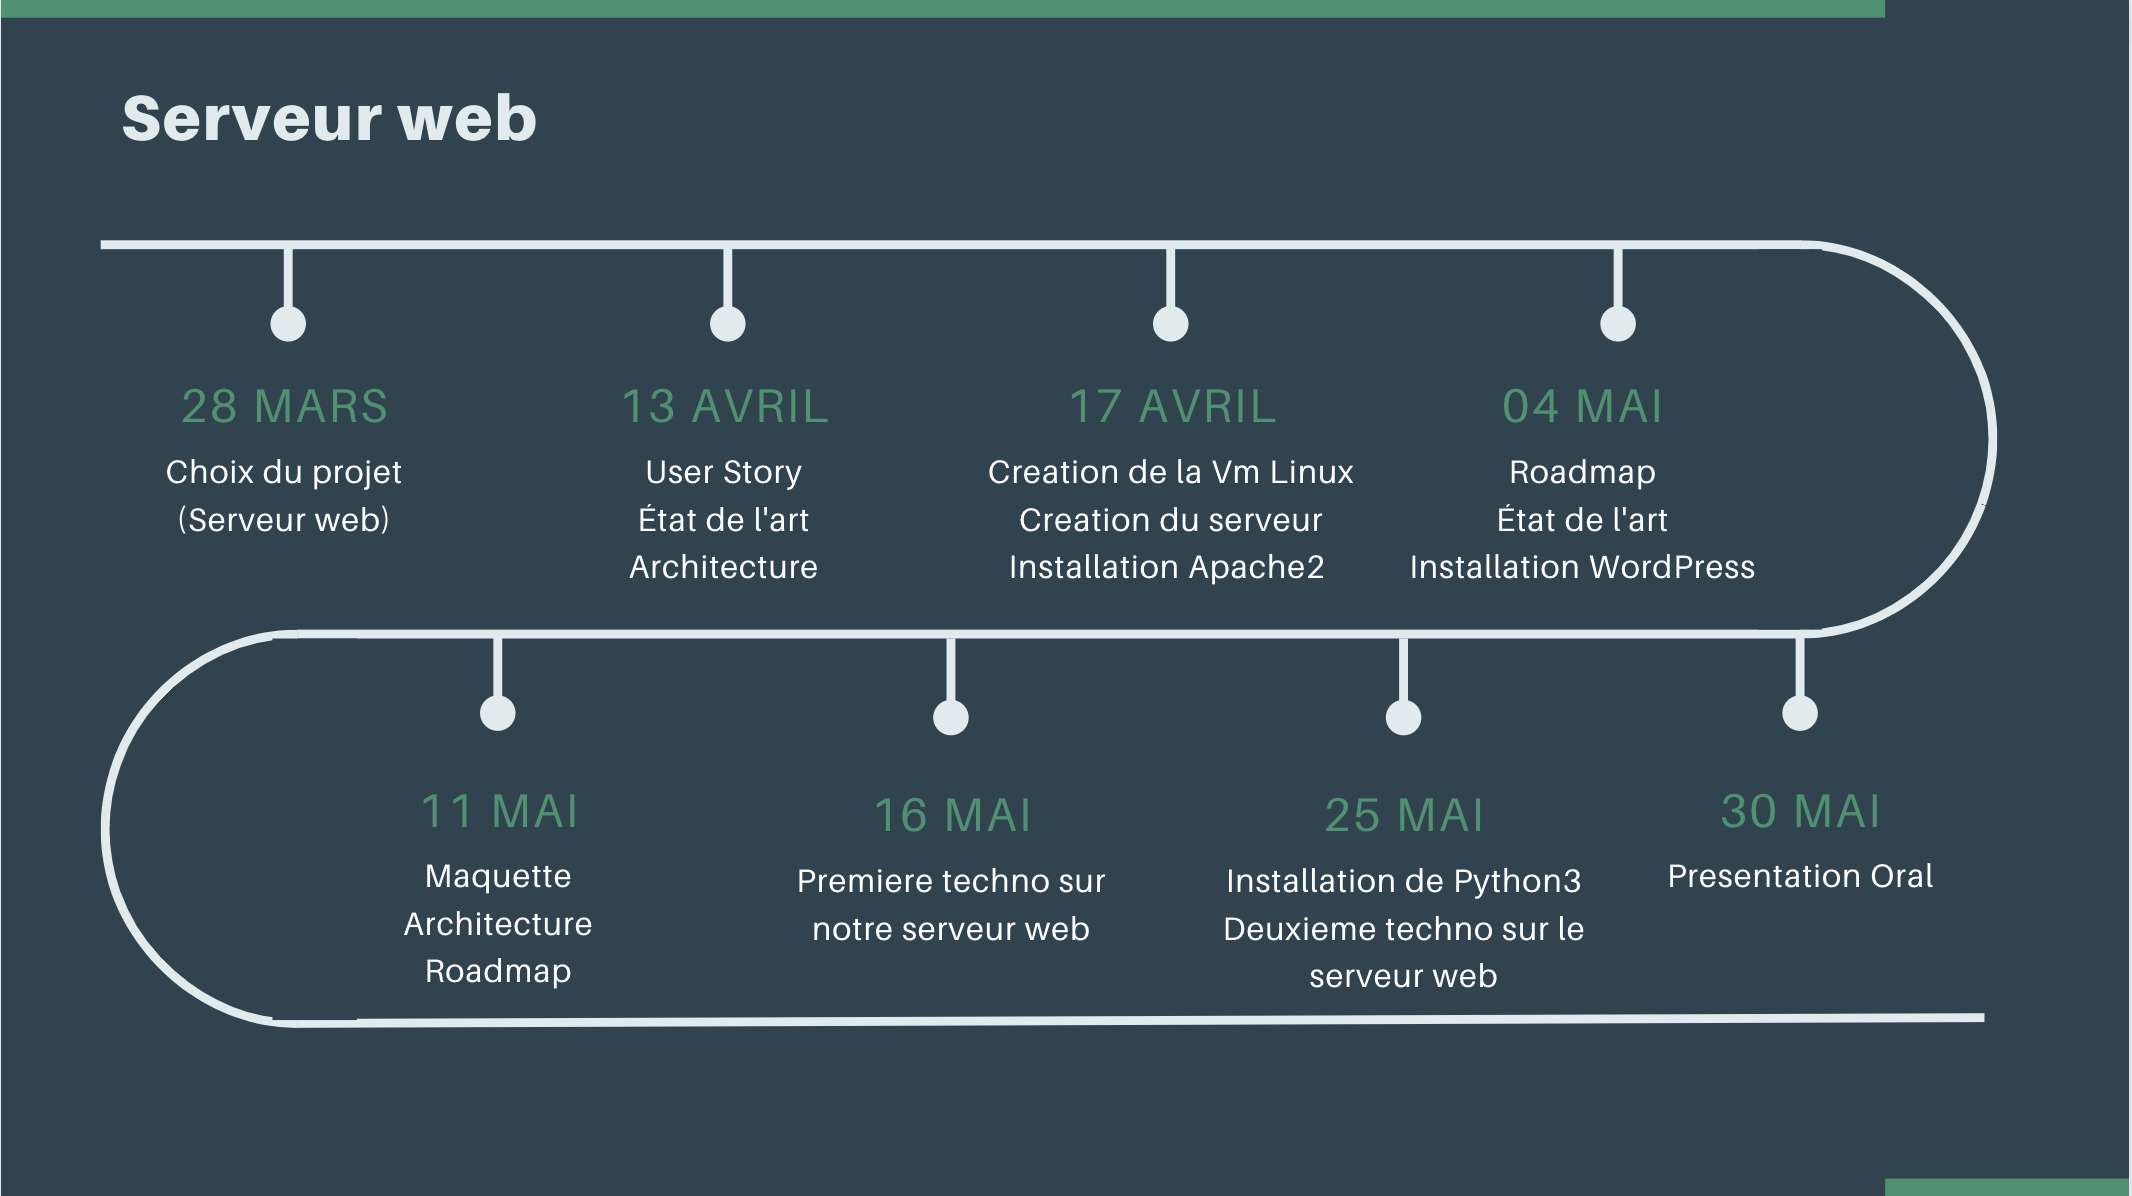 Serveur web
28 MARS
Choix du projet
(Serveur web)
13 AVRIL
User Story
État de l'art
Architecture
17 AVRIL
Creation de la Vm Linux
Creation du serveur
Installation Apache2
04 MAI
Roadmap
État de l'art
Installation WordPress
11 MAI
Maquette
Architecture
Roadmap
16 MAI
Premiere techno sur
notre serveur web
25 MAI
Installation de Python3
Deuxieme techno sur le
serveur web
30 MAI
Presentation Oral